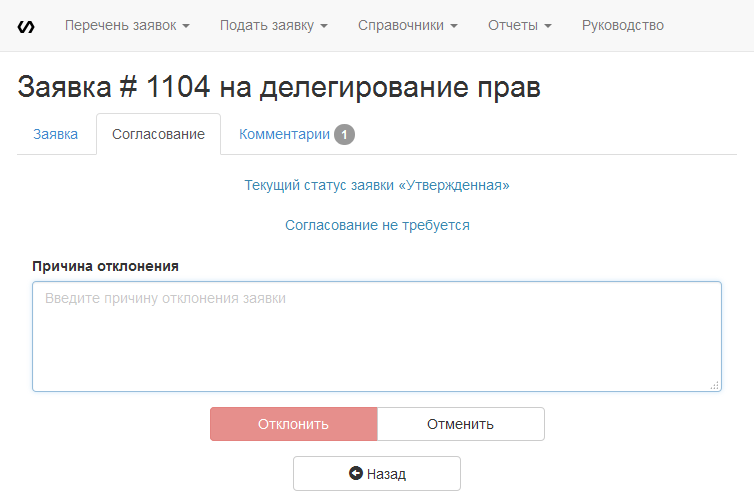 Перечень заявок Подать заявку Справочники Отчеты Руководство
Заявка # 1104 на делегирование прав
Заявка Согласование Комментарии 1
Текущий статус заявки «Утвержденная»
Согласование не требуется
Причина отклонения
Введите причину отклонения заявки
Отклонить Отменить
Назад